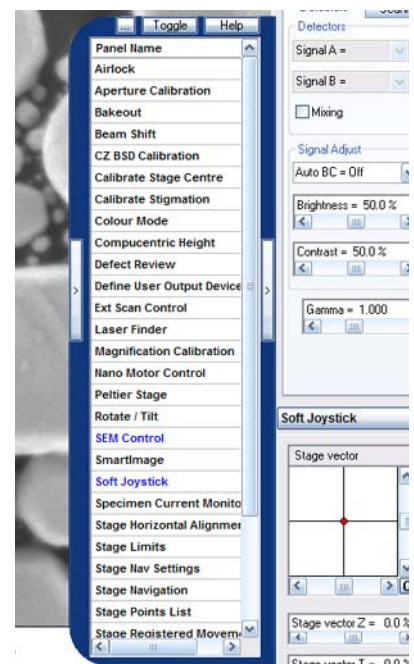 ... Toggle Help
Panel Name
Airlock
Aperture Calibration
Bakeout
Beam Shift
CZ BSD Calibration
Calibrate Stage Centre
Calibrate Stigmation
Colour Mode
Compucentric Height
Defect Review
Define User Output Device
Ext Scan Control
Laser Finder
Magnification Calibration
Nano Motor Control
Peltier Stage
Rotate / Tilt
SEM Control
SmartImage
Soft Joystick
Specimen Current Monito
Stage Horizontal Alignmer
Stage Limits
Stage Nav Settings
Stage Navigation
Stage Points List
Stage Registered Movem
Detectors
Signal A =
Signal B =
Mixing
Signal Adjust
Auto BC = Off
Brightness = 50.0 %
Contrast = 50.0 %
Gamma = 1.000
Soft Joystick
Stage vector
Stage vector Z = 0.0 %
Stage vector T = 0.0 %